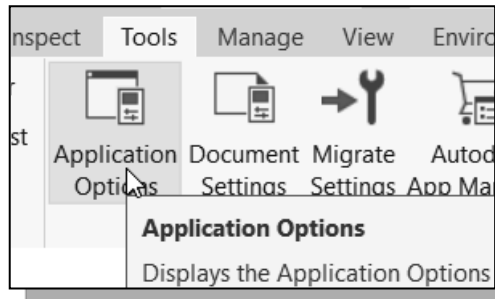 nspect Tools Manage View Enviro
st
Application Document Migrate Autod
Options Settings Settings App Ma
Application Options
Displays the Application Options